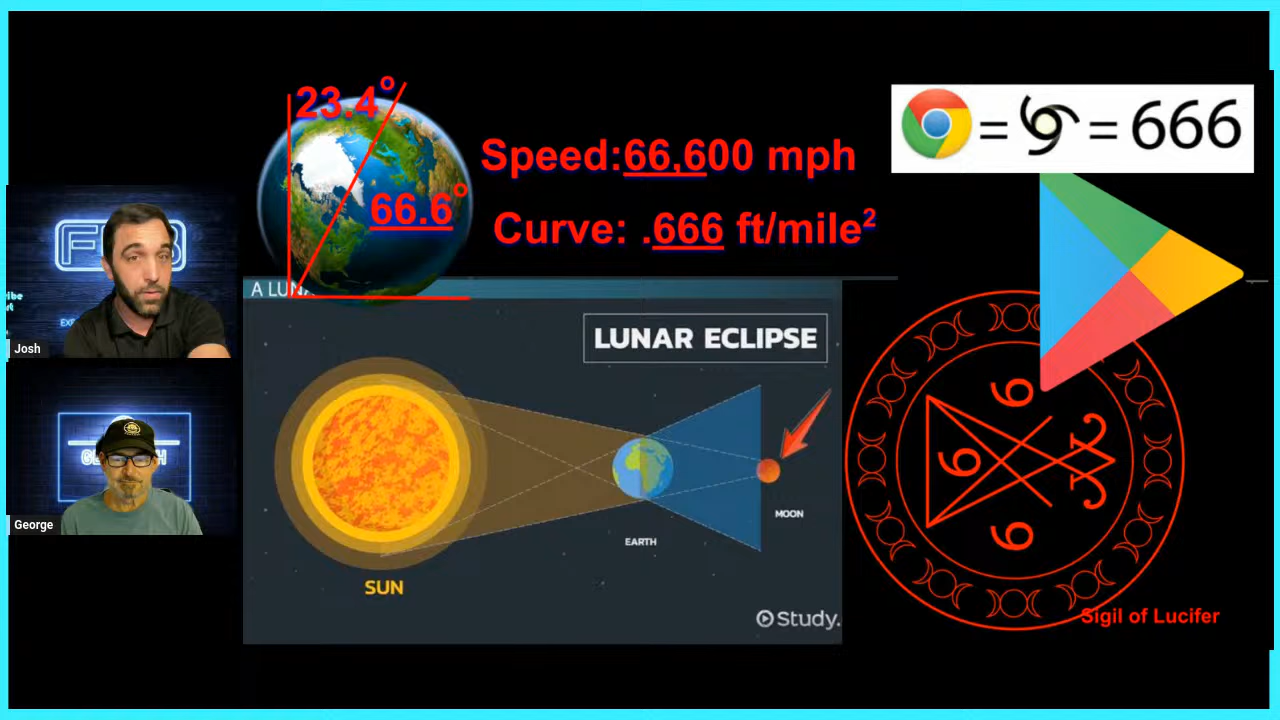 23.4°
66.6°
Speed:66,600 mph
Curve: .666 ft/mile²
= = 666
A LUNA
LUNAR ECLIPSE
SUN
EARTH
MOON
Study.
6
6
6
Sigil of Lucifer
Josh
George